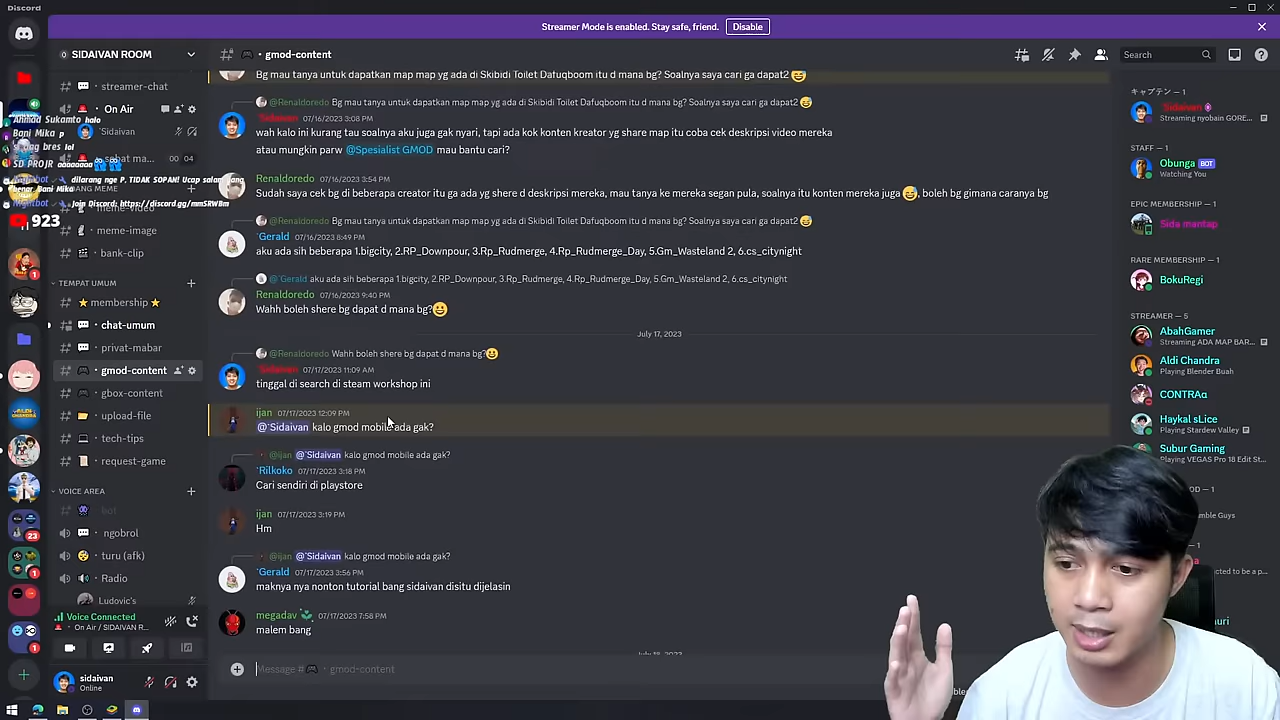 Discord
Streamer Mode is enabled. Stay safe, friend.
Disable
SIDAIVAN ROOM
streamer-chat
On Air
Ahmad Sukamto halo
`Sidaivan
Banj Mika p
00 04
Join Discord: https://discord.gg/mmSRWBm
923
meme-image
bank-clip
TEMPAT UMUM
membership
chat-umum
privat-mabar
gmod-content
gbox-content
upload-file
tech-tips
request-game
VOICE AREA
ngobrol
turu (afk)
Radio
Ludovic's
Voice Connected
On Air / SIDAIVAN R...
sidaivan
Online
gmod-content
Search
Bg mau tanya untuk dapatkan map map yg ada di Skibidi Toilet Dafuqboom itu d mana bg? Soalnya saya cari ga dapat2
@Renaldoredo Bg mau tanya untuk dapatkan map map yg ada di Skibidi Toilet Dafuqboom itu d mana bg? Soalnya saya cari ga dapat2
`Sidaivan 07/16/2023 3:08 PM
wah kalo ini kurang tau soalnya aku juga gak nyari, tapi ada kok konten kreator yg share map itu coba cek deskripsi video mereka
atau mungkin parw @Spesialist GMOD mau bantu cari?
Renaldoredo 07/16/2023 3:54 PM
Sudah saya cek bg di beberapa creator itu ga ada yg shere d deskripsi mereka, mau tanya ke mereka segan pula, soalnya itu konten mereka juga, boleh bg gimana caranya bg
@Renaldoredo Bg mau tanya untuk dapatkan map map yg ada di Skibidi Toilet Dafuqboom itu d mana bg? Soalnya saya cari ga dapat2
`Gerald 07/16/2023 8:49 PM
aku ada sih beberapa 1.bigcity, 2.RP_Downpour, 3.Rp_Rudmerge, 4.Rp_Rudmerge_Day, 5.Gm_Wasteland 2, 6.cs_citynight
@`Gerald aku ada sih beberapa 1.bigcity, 2.RP_Downpour, 3.Rp_Rudmerge, 4.Rp_Rudmerge_Day, 5.Gm_Wasteland 2, 6.cs_citynight
Renaldoredo 07/16/2023 9:40 PM
Wahh boleh shere bg dapat d mana bg?
July 17, 2023
@Renaldoredo Wahh boleh shere bg dapat d mana bg?
`Sidaivan 07/17/2023 11:09 AM
tinggal di search di steam workshop ini
ijan 07/17/2023 12:09 PM
@`Sidaivan kalo gmod mobile ada gak?
@ijan @`Sidaivan kalo gmod mobile ada gak?
`Rilkoko 07/17/2023 3:18 PM
Cari sendiri di playstore
ijan 07/17/2023 3:19 PM
Hm
@ijan @`Sidaivan kalo gmod mobile ada gak?
`Gerald 07/17/2023 3:56 PM
maknya nya nonton tutorial bang sidaivan disitu dijelasin
megadav 07/17/2023 7:58 PM
malem bang
July 18, 2023
Message # gmod-content
キャプテン — 1
`Sidaivan
Streaming nyobain GORE...
STAFF — 1
Obunga BOT
Watching You
EPIC MEMBERSHIP — 1
Sida mantap
RARE MEMBERSHIP — 1
BokuRegi
STREAMER — 5
AbahGamer
Streaming ADA MAP BAR...
Aldi Chandra
Playing Blender Buah
CONTRAα
Haykal sLice
Playing Stardew Valley
Subur Gaming
Playing VEGAS Pro 18 Edit St...